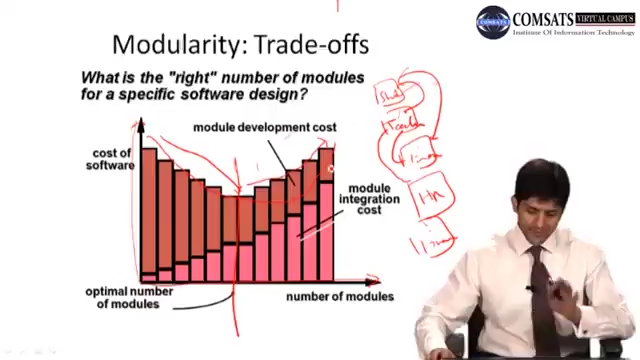 COMSATS
VIRTUAL CAMPUS
Institute Of Information Technology
Modularity: Trade-offs
What is the "right" number of modules
for a specific software design?
module development cost
cost of
software
module
integration
cost
optimal number
of modules
number of modules
HR